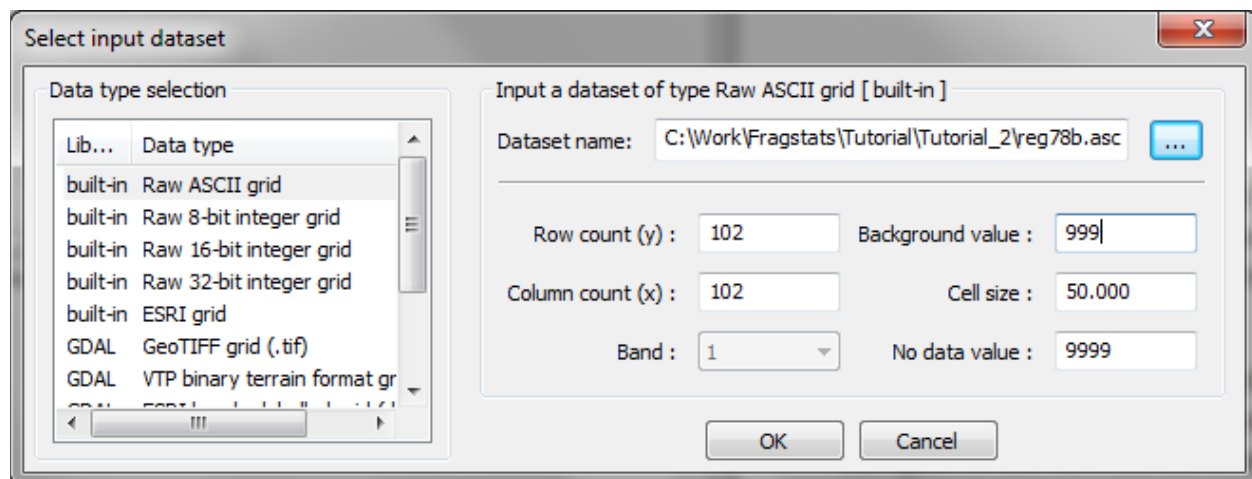 Select input dataset
Data type selection
Lib... Data type
built-in Raw ASCII grid
built-in Raw 8-bit integer grid
built-in Raw 16-bit integer grid
built-in Raw 32-bit integer grid
built-in ESRI grid
GDAL GeoTIFF grid (.tif)
GDAL VTP binary terrain format gr
Input a dataset of type Raw ASCII grid [ built-in ]
Dataset name: C:\Work\Fragstats\Tutorial\Tutorial_2\reg78b.asc ...
Row count (y) : 102 Background value : 999
Column count (x) : 102 Cell size : 50.000
Band : 1 No data value : 9999
OK Cancel